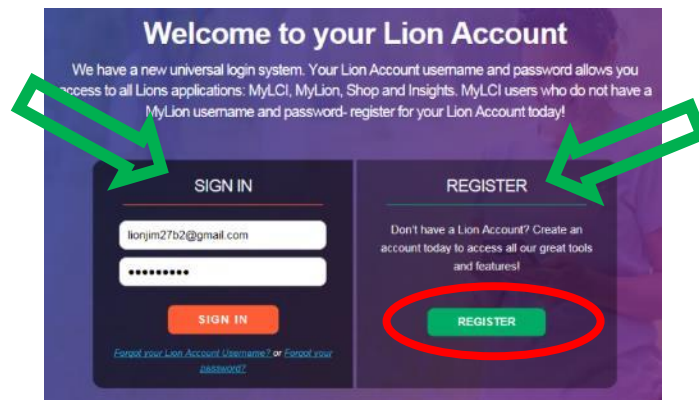 Welcome to your Lion Account
We have a new universal login system. Your Lion Account username and password allows you
access to all Lions applications: MyLCI, MyLion, Shop and Insights. MyLCI users who do not have a
MyLion username and password- register for your Lion Account today!
SIGN IN
lionjim27b2@gmail.com
•••••••••
SIGN IN
Forgot your Lion Account Username? or Forgot your
password?
REGISTER
Don't have a Lion Account? Create an
account today to access all our great tools
and features!
REGISTER